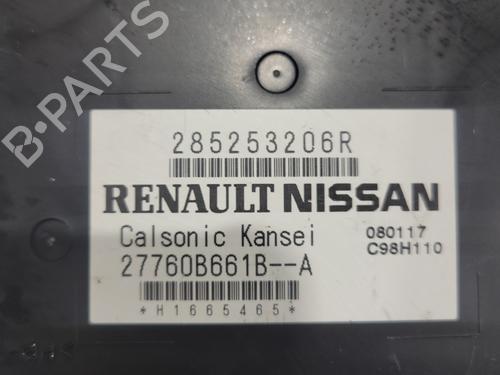 285253206R
RENAULT NISSAN
Calsonic Kansei
080117
27760B661B--A
C98H110
*H1665465*
B-PARTS